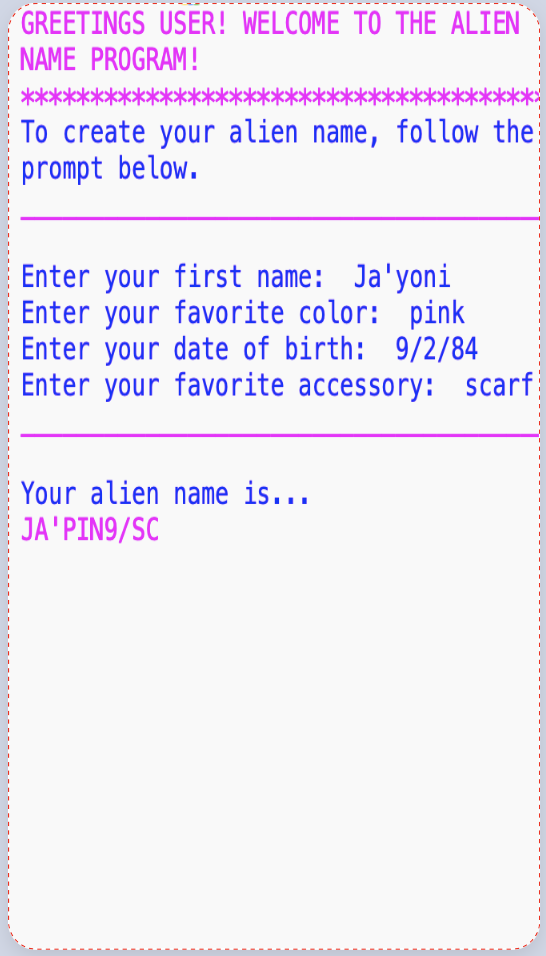 GREETINGS USER! WELCOME TO THE ALIEN
NAME PROGRAM!
**************************************
To create your alien name, follow the
prompt below.
Enter your first name:  Ja'yoni
Enter your favorite color:  pink
Enter your date of birth:  9/2/84
Enter your favorite accessory:  scarf
Your alien name is...
JA'PIN9/SC